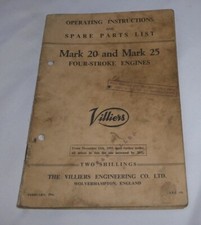 OPERATING INSTRUCTIONS
AND
SPARE PARTS LIST
Mark 20 and Mark 25
FOUR-STROKE ENGINES
Villiers
TWO SHILLINGS
THE VILLIERS ENGINEERING CO. LTD.
WOLVERHAMPTON, ENGLAND